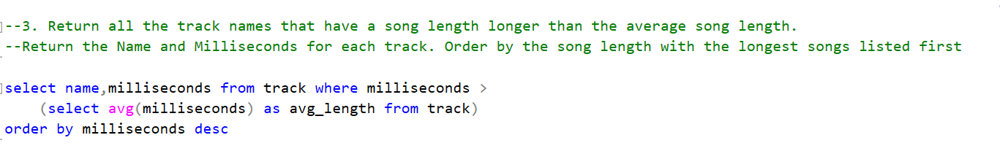 --3. Return all the track names that have a song length longer than the average song length.
--Return the Name and Milliseconds for each track. Order by the song length with the longest songs listed first
select name,milliseconds from track where milliseconds >
(select avg(milliseconds) as avg_length from track)
order by milliseconds desc